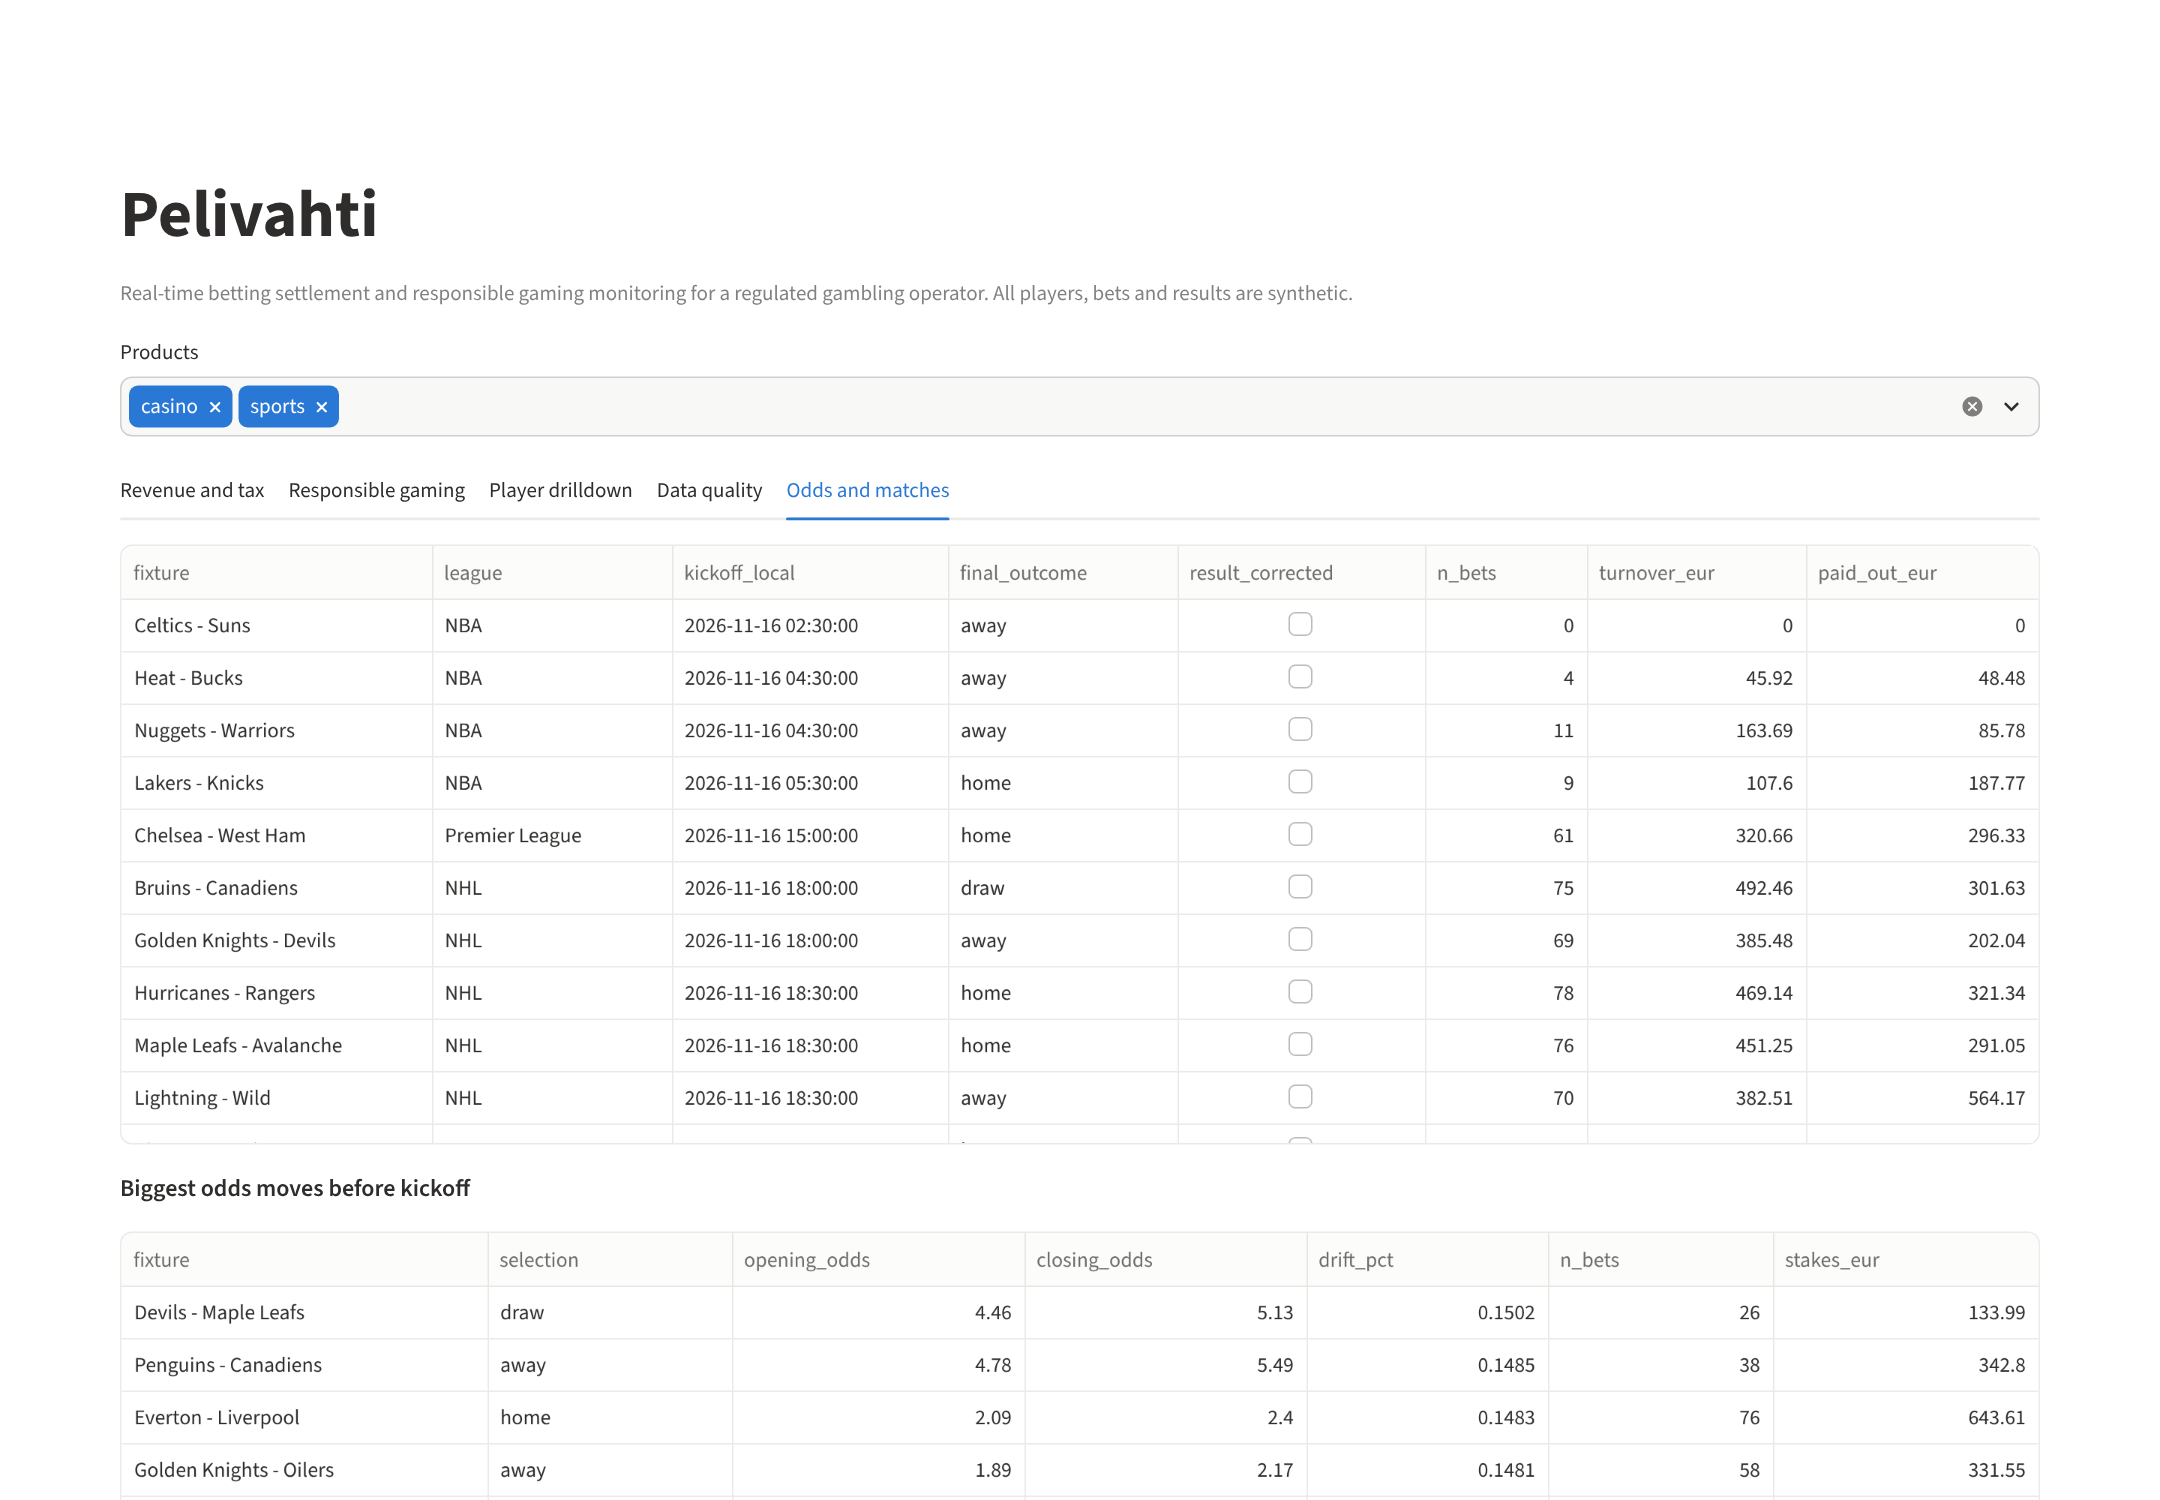 Pelivahti
Real-time betting settlement and responsible gaming monitoring for a regulated gambling operator. All players, bets and results are synthetic.
Products
casino sports
Revenue and tax Responsible gaming Player drilldown Data quality Odds and matches
fixture league kickoff_local final_outcome result_corrected n_bets turnover_eur paid_out_eur
Celtics - Suns NBA 2026-11-16 02:30:00 away 0 0 0
Heat - Bucks NBA 2026-11-16 04:30:00 away 4 45.92 48.48
Nuggets - Warriors NBA 2026-11-16 04:30:00 away 11 163.69 85.78
Lakers - Knicks NBA 2026-11-16 05:30:00 home 9 107.6 187.77
Chelsea - West Ham Premier League 2026-11-16 15:00:00 home 61 320.66 296.33
Bruins - Canadiens NHL 2026-11-16 18:00:00 draw 75 492.46 301.63
Golden Knights - Devils NHL 2026-11-16 18:00:00 away 69 385.48 202.04
Hurricanes - Rangers NHL 2026-11-16 18:30:00 home 78 469.14 321.34
Maple Leafs - Avalanche NHL 2026-11-16 18:30:00 home 76 451.25 291.05
Lightning - Wild NHL 2026-11-16 18:30:00 away 70 382.51 564.17
Biggest odds moves before kickoff
fixture selection opening_odds closing_odds drift_pct n_bets stakes_eur
Devils - Maple Leafs draw 4.46 5.13 0.1502 26 133.99
Penguins - Canadiens away 4.78 5.49 0.1485 38 342.8
Everton - Liverpool home 2.09 2.4 0.1483 76 643.61
Golden Knights - Oilers away 1.89 2.17 0.1481 58 331.55